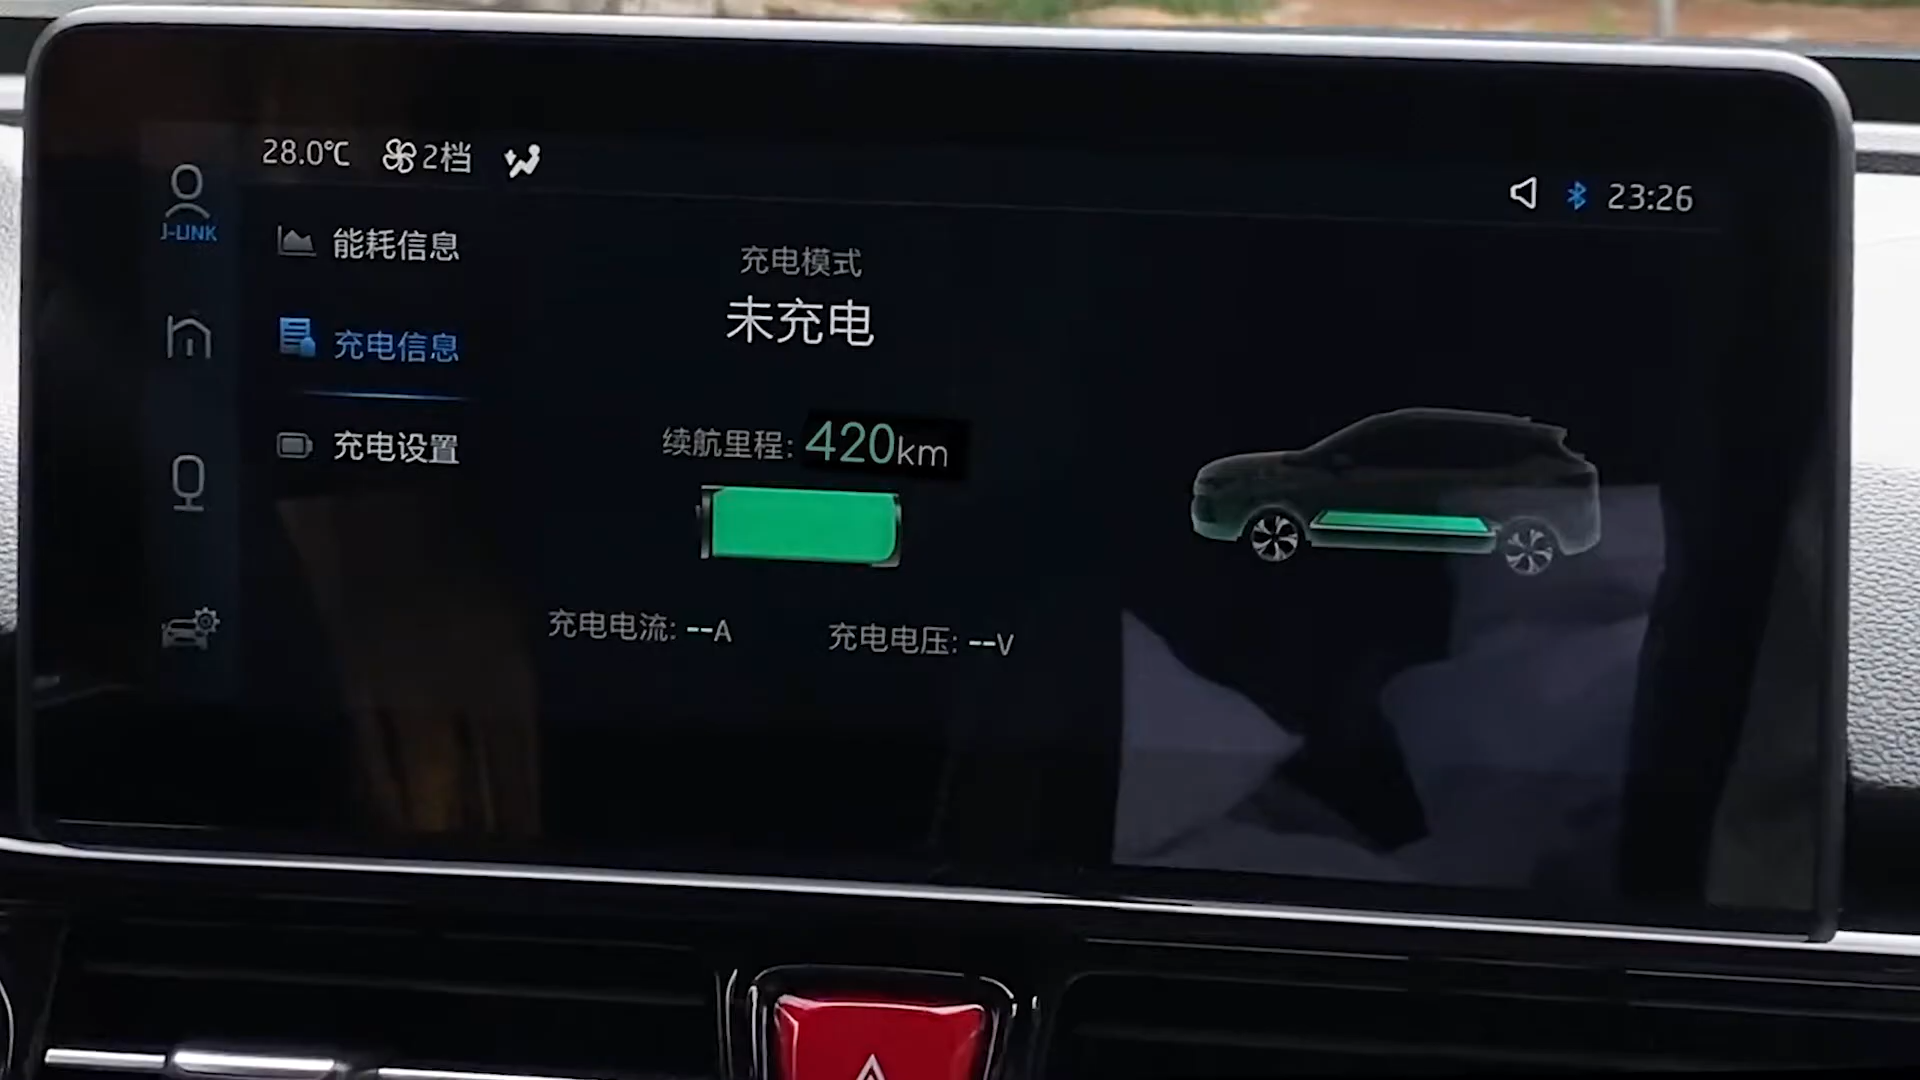 28.0℃ 2档
23:26
J-LINK
能耗信息
充电信息
充电设置
充电模式
未充电
续航里程: 420km
充电电流: --A
充电电压: --V